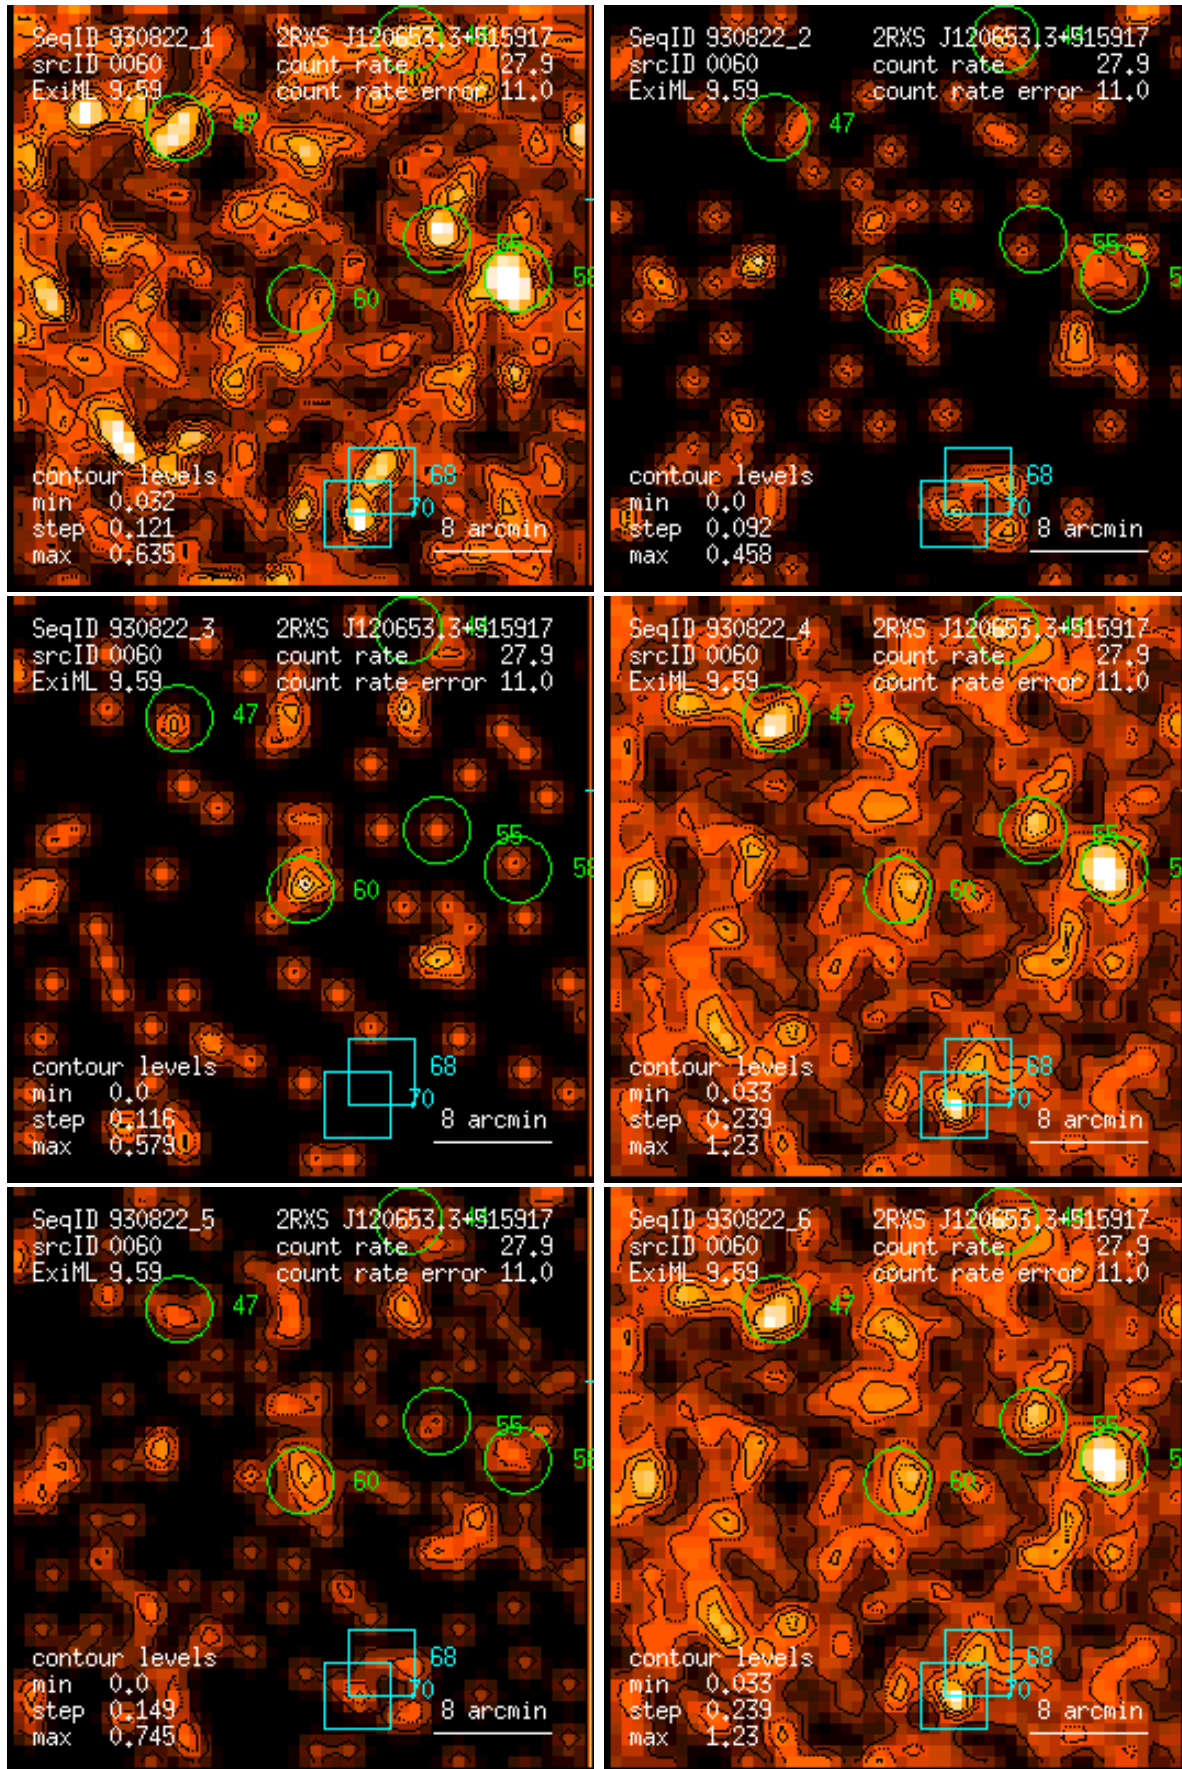 SeqID 930822_1 2RXS J120653.3+515917
srcID 0060 count rate 27.9
ExiML 9.59 count rate error 11.0
47
55
58
60
contour levels
68
min 0.032
70
step 0.121
8 arcmin
max 0.635
SeqID 930822_2 2RXS J120653.3+515917
srcID 0060 count rate 27.9
ExiML 9.59 count rate error 11.0
47
55
5
60
contour levels
68
min 0.0
70
step 0.092
8 arcmin
max 0.458
SeqID 930822_3 2RXS J120653.3+515917
srcID 0060 count rate 27.9
ExiML 9.59 count rate error 11.0
47
55
58
60
contour levels
68
min 0.0
70
step 0.116
8 arcmin
max 0.579
SeqID 930822_4 2RXS J120653.3+515917
srcID 0060 count rate 27.9
ExiML 9.59 count rate error 11.0
47
55
5
60
contour levels
68
min 0.033
70
step 0.239
8 arcmin
max 1.23
SeqID 930822_5 2RXS J120653.3+515917
srcID 0060 count rate 27.9
ExiML 9.59 count rate error 11.0
47
55
58
60
contour levels
68
min 0.0
70
step 0.149
8 arcmin
max 0.745
SeqID 930822_6 2RXS J120653.3+515917
srcID 0060 count rate 27.9
ExiML 9.59 count rate error 11.0
47
55
5
60
contour levels
68
min 0.033
70
step 0.239
8 arcmin
max 1.23